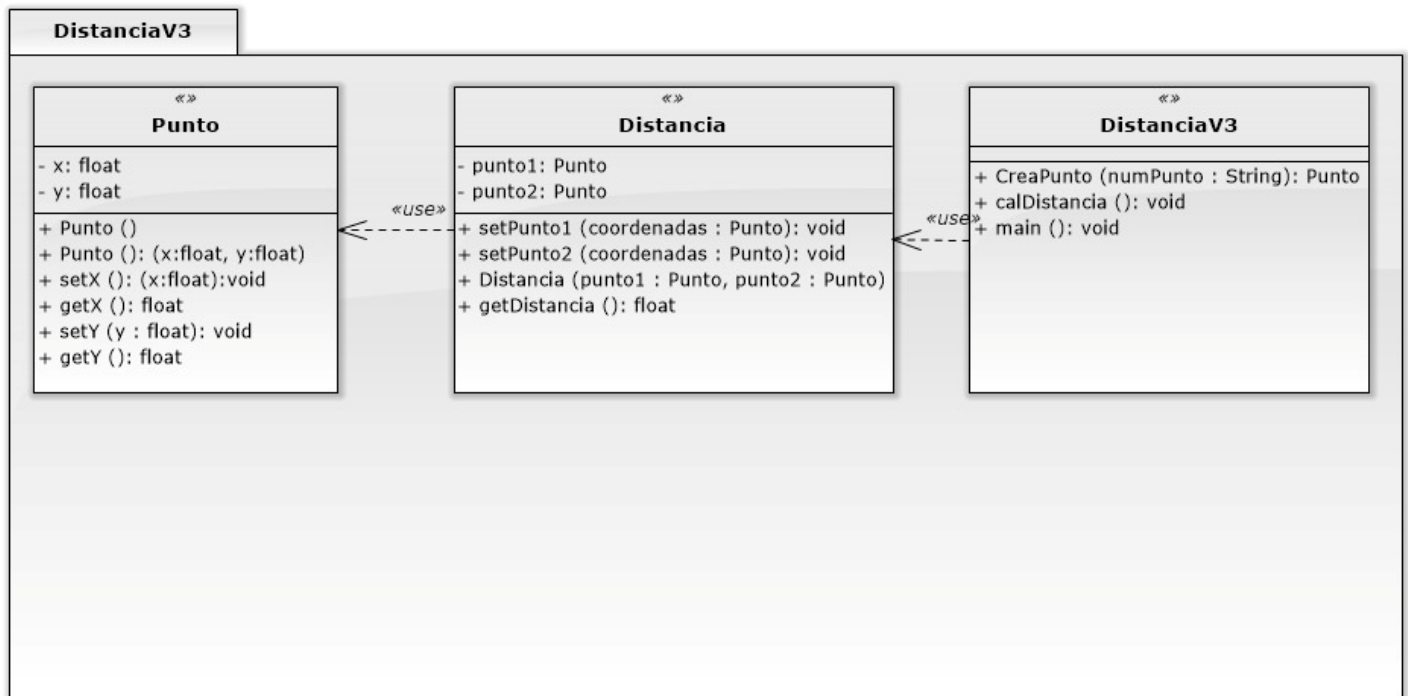 DistanciaV3
«»
Punto
- x: float
- y: float
+ Punto ()
+ Punto (): (x:float, y:float)
+ setX (): (x:float):void
+ getX (): float
+ setY (y : float): void
+ getY (): float
«use»
«»
Distancia
- punto1: Punto
- punto2: Punto
+ setPunto1 (coordenadas : Punto): void
+ setPunto2 (coordenadas : Punto): void
+ Distancia (punto1 : Punto, punto2 : Punto)
+ getDistancia (): float
«use»
«»
DistanciaV3
+ CreaPunto (numPunto : String): Punto
+ calDistancia (): void
+ main (): void